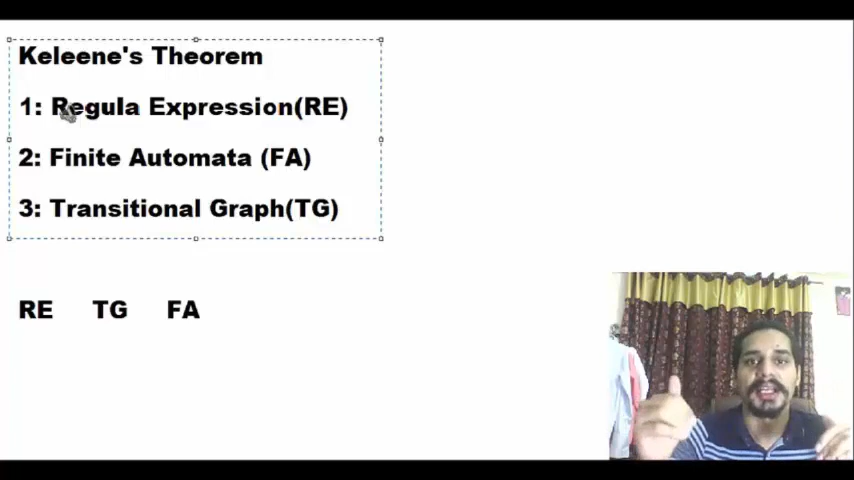 Keleene's Theorem
1: Regula Expression(RE)
2: Finite Automata (FA)
3: Transitional Graph(TG)
RE TG FA